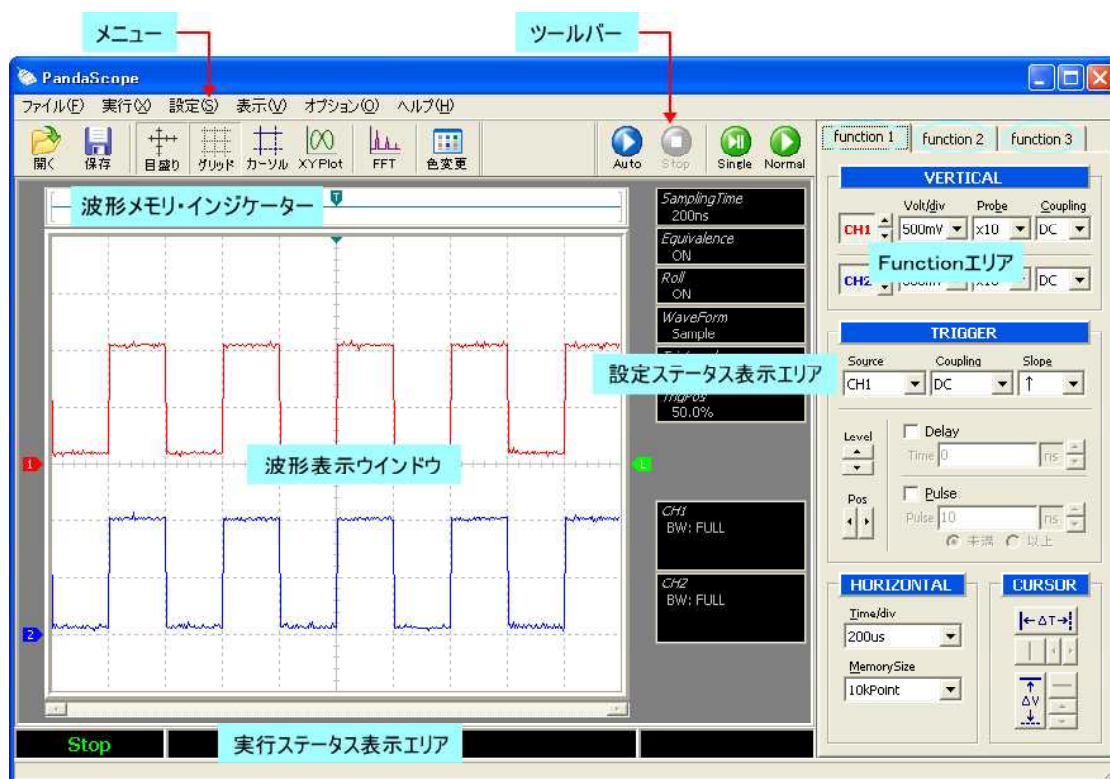 メニュー
ツールバー
PandaScope
ファイル(F) 実行(X) 設定(S) 表示(V) オプション(O) ヘルプ(H)
開く 保存 目盛り グリッド カーソル XYPlot FFT 色変更 Auto Stop Single Normal
function 1 function 2 function 3
波形メモリ・インジケーター
T
SamplingTime
200ns
Equivalence
ON
Roll
ON
WaveForm
Sample
設定ステータス表示エリア
TrigPos
50.0%
波形表示ウインドウ
1
2
L
CH1
BW: FULL
CH2
BW: FULL
VERTICAL
Volt/div Probe Coupling
CH1 500mV x10 DC
Functionエリア
CH2 DC
TRIGGER
Source Coupling Slope
CH1 DC ↑
Level
Delay
Time 0 ns
Pos
Pulse
Pulse 10 ns
未満 以上
HORIZONTAL
Time/div
200us
MemorySize
10kPoint
CURSOR
←ΔT→
ΔV
Stop
実行ステータス表示エリア